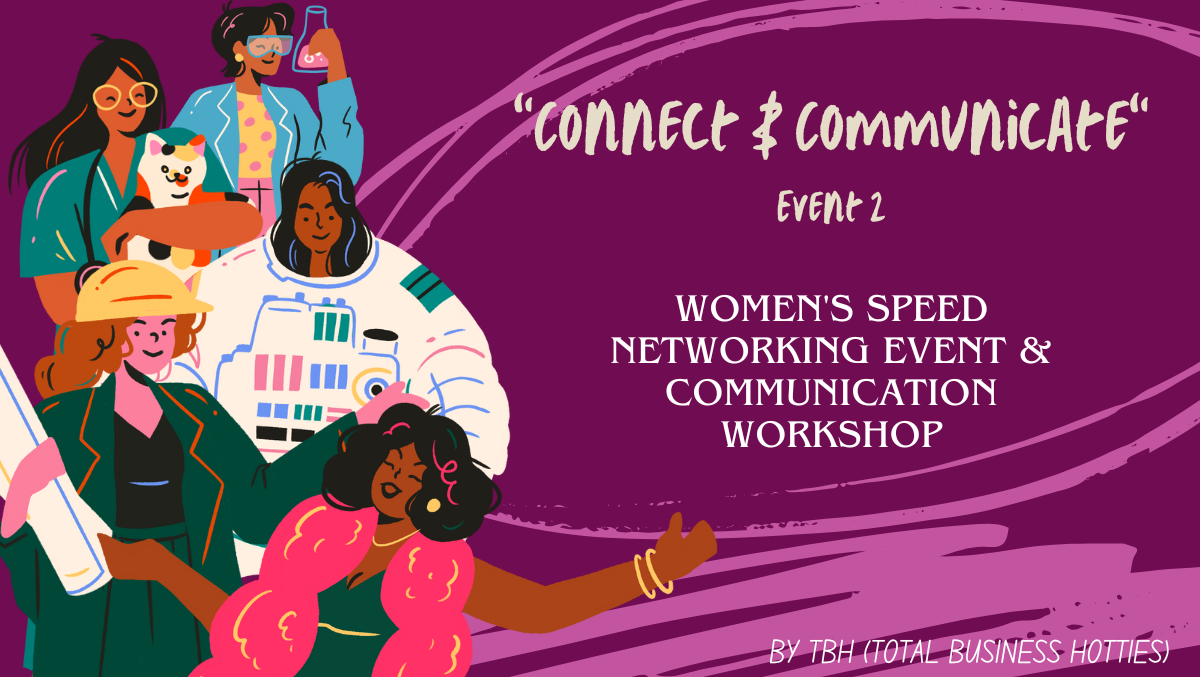 “CONNECT & COMMUNICATE“
EVENT 2
WOMEN'S SPEED
NETWORKING EVENT &
COMMUNICATION
WORKSHOP
BY TBH (TOTAL BUSINESS HOTTIES)